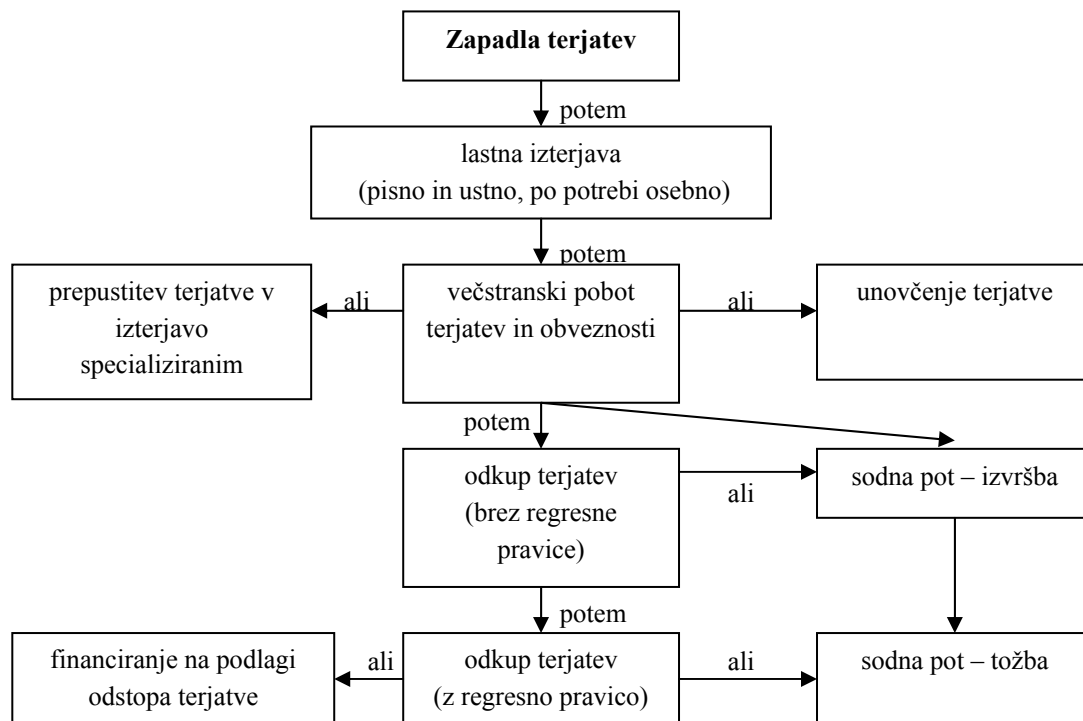 Zapadla terjatev
potem
lastna izterjava
(pisno in ustno, po potrebi osebno)
potem
prepustitev terjatve v
izterjavo
specializiranim
ali
večstranski pobot
terjatev in obveznosti
ali
unovčenje terjatve
potem
odkup terjatev
(brez regresne
pravice)
ali
sodna pot – izvršba
potem
financiranje na podlagi
odstopa terjatve
ali
odkup terjatev
(z regresno pravico)
ali
sodna pot – tožba